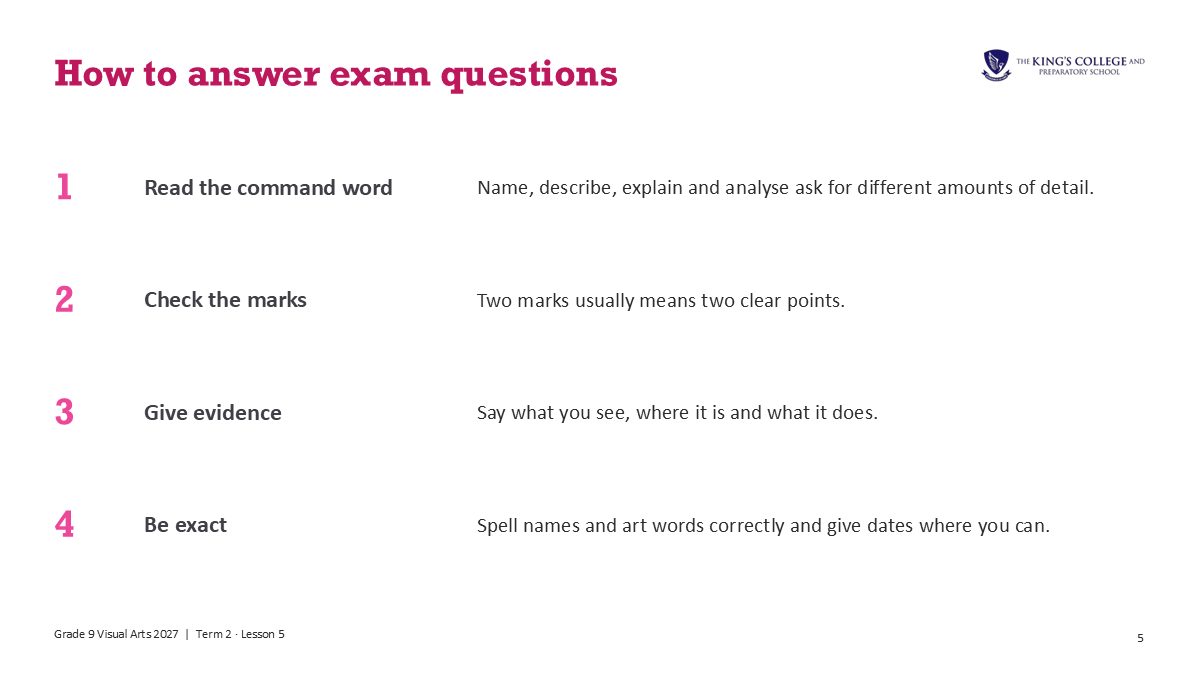 How to answer exam questions
THE KING'S COLLEGE AND
PREPARATORY SCHOOL
1 Read the command word Name, describe, explain and analyse ask for different amounts of detail.
2 Check the marks Two marks usually means two clear points.
3 Give evidence Say what you see, where it is and what it does.
4 Be exact Spell names and art words correctly and give dates where you can.
Grade 9 Visual Arts 2027 | Term 2 · Lesson 5
5